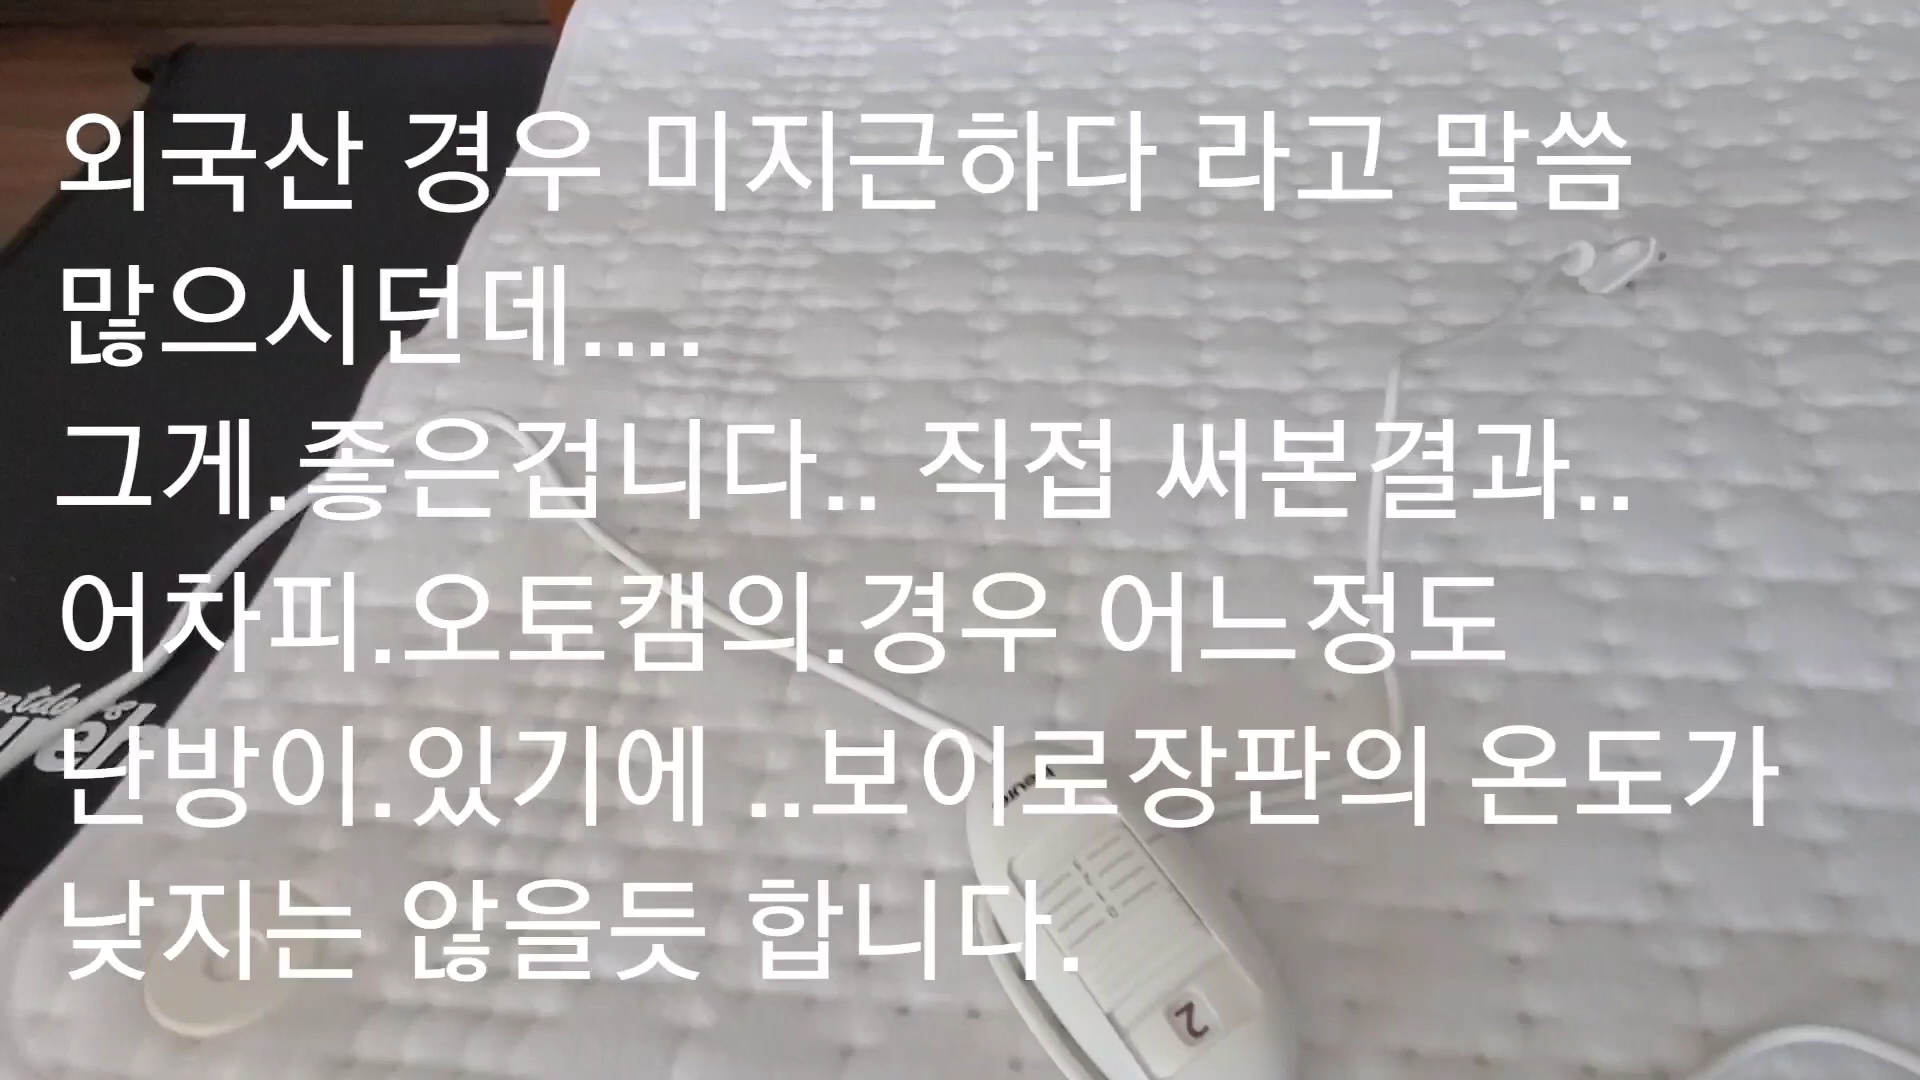 외국산 경우 미지근하다 라고 말씀
많으시던데....
그게.좋은겁니다.. 직접 써본결과..
어차피.오토캠의.경우 어느정도
난방이.있기에 ..보이로장판의 온도가
낮지는 않을듯 합니다.
2